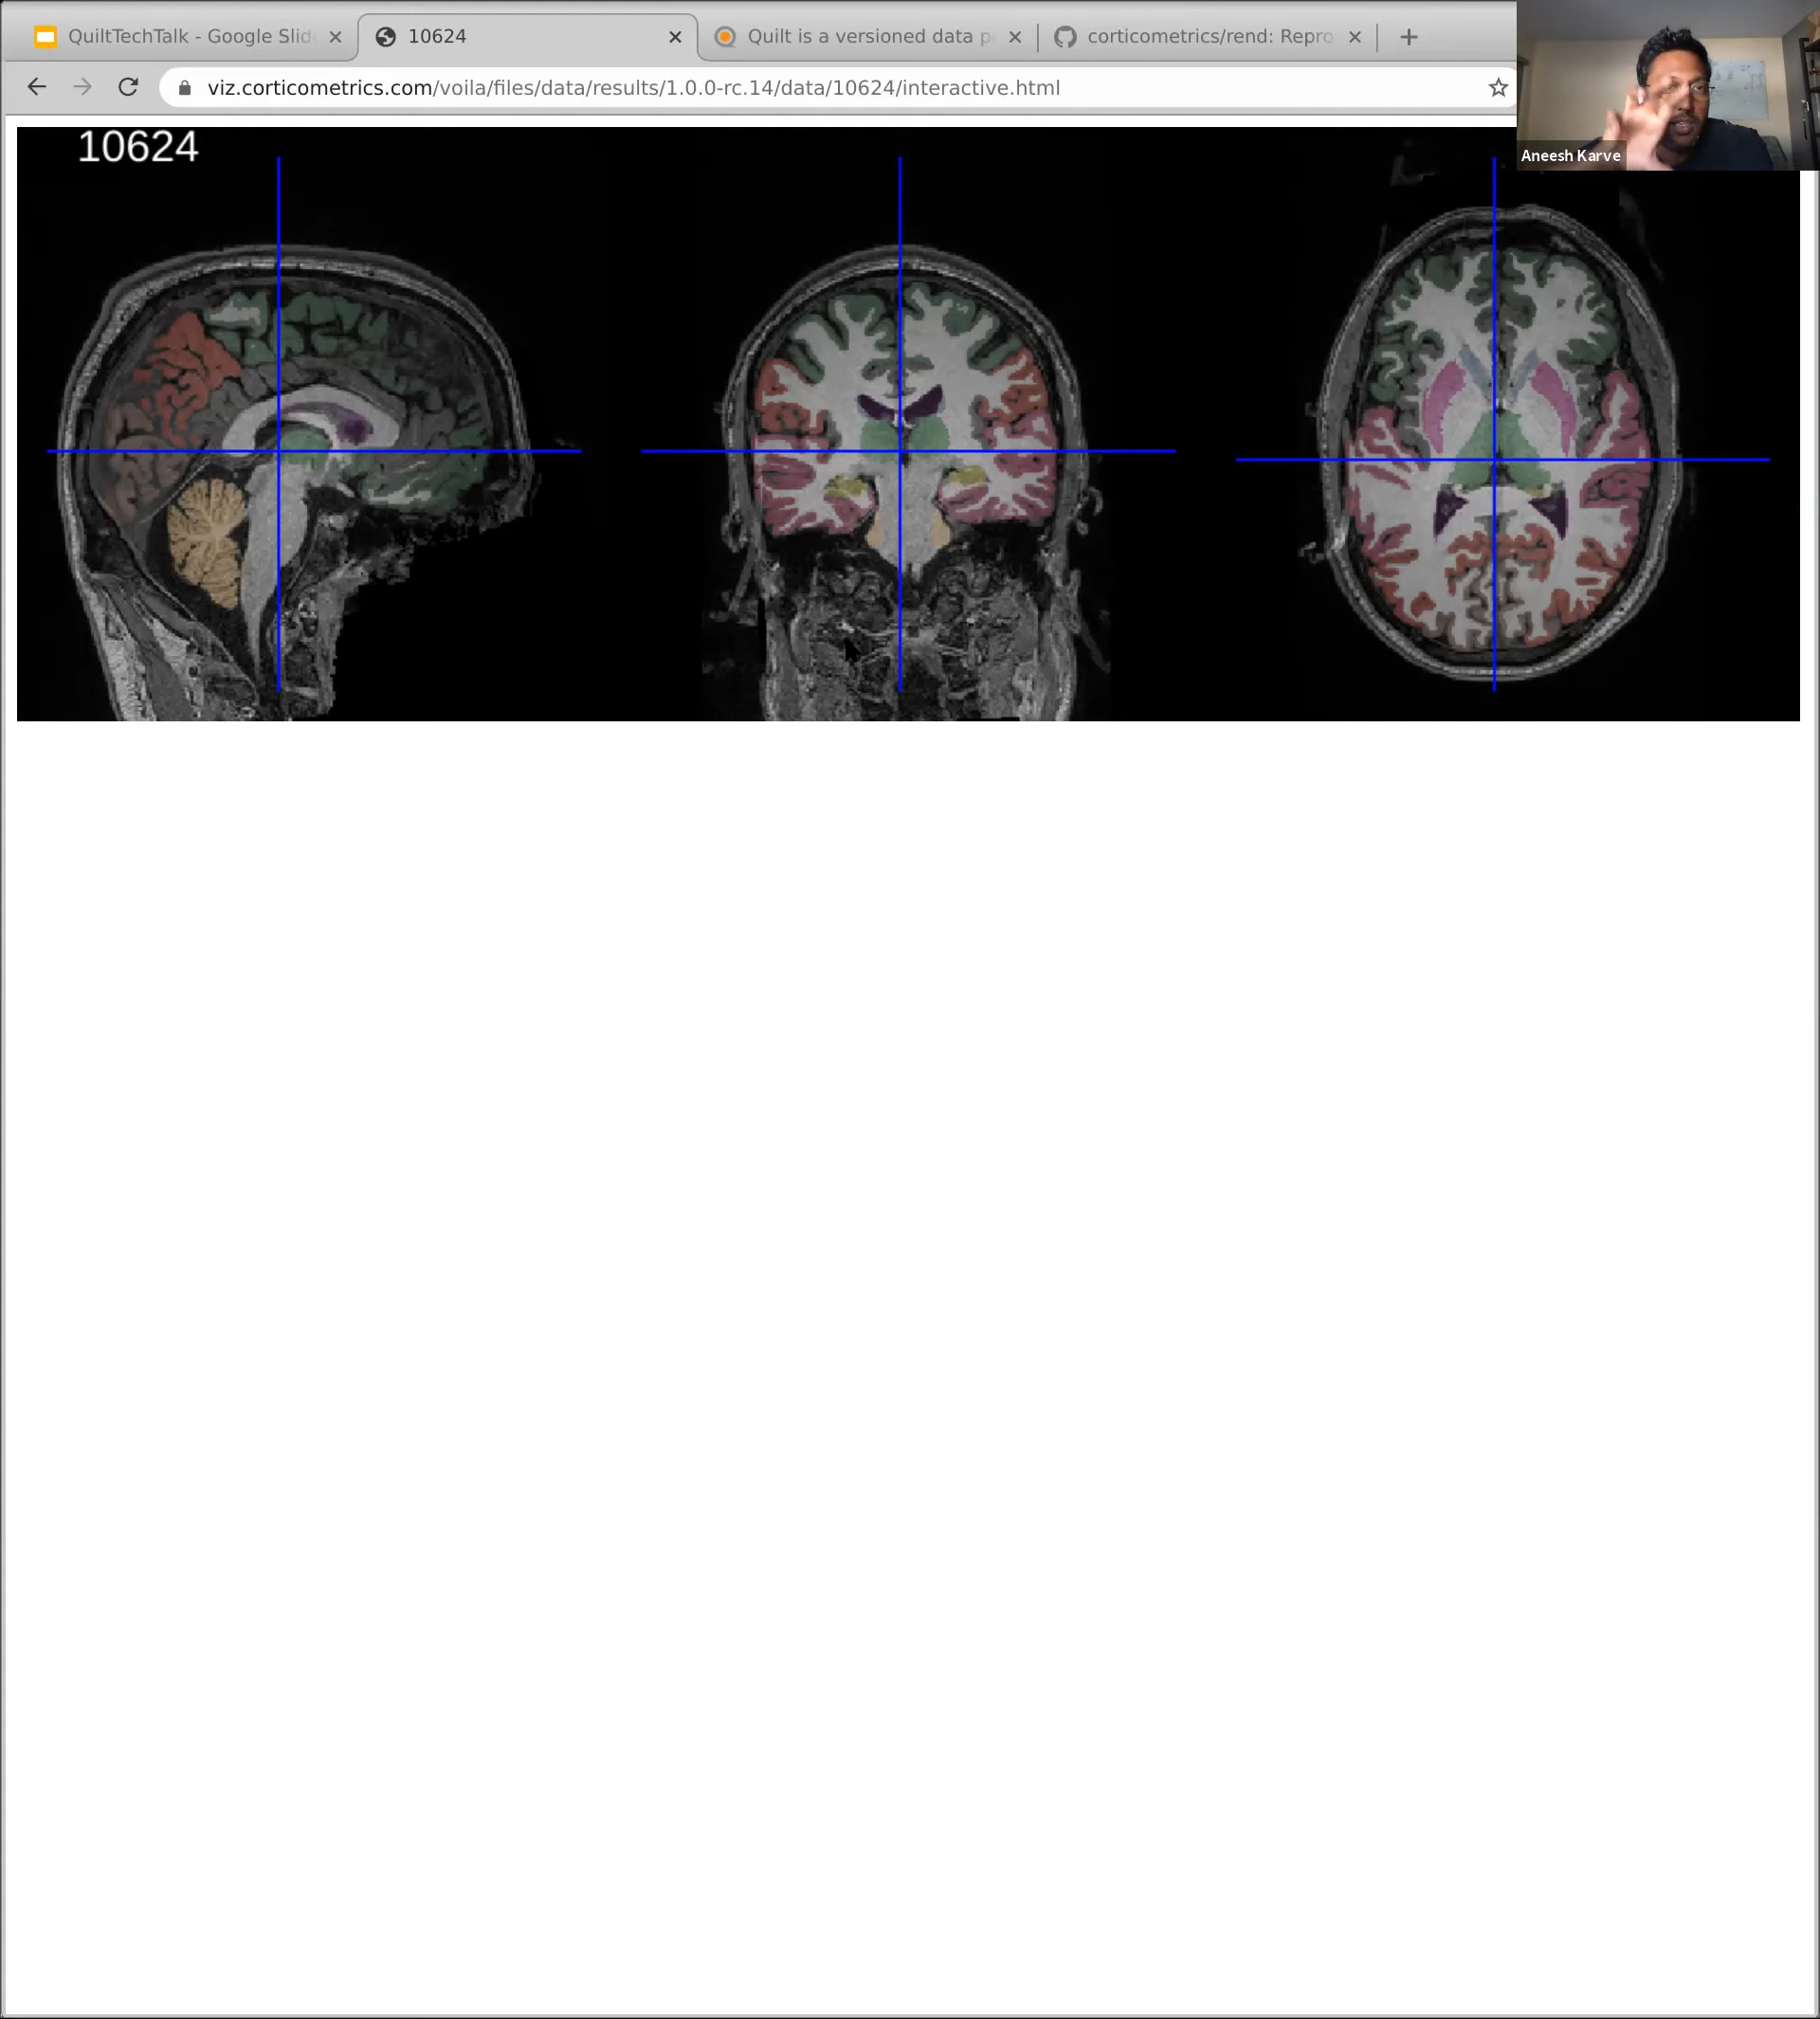 QuiltTechTalk - Google Slid
10624
Quilt is a versioned data p
corticometrics/rend: Repro
viz.corticometrics.com/voila/files/data/results/1.0.0-rc.14/data/10624/interactive.html
Aneesh Karve
10624